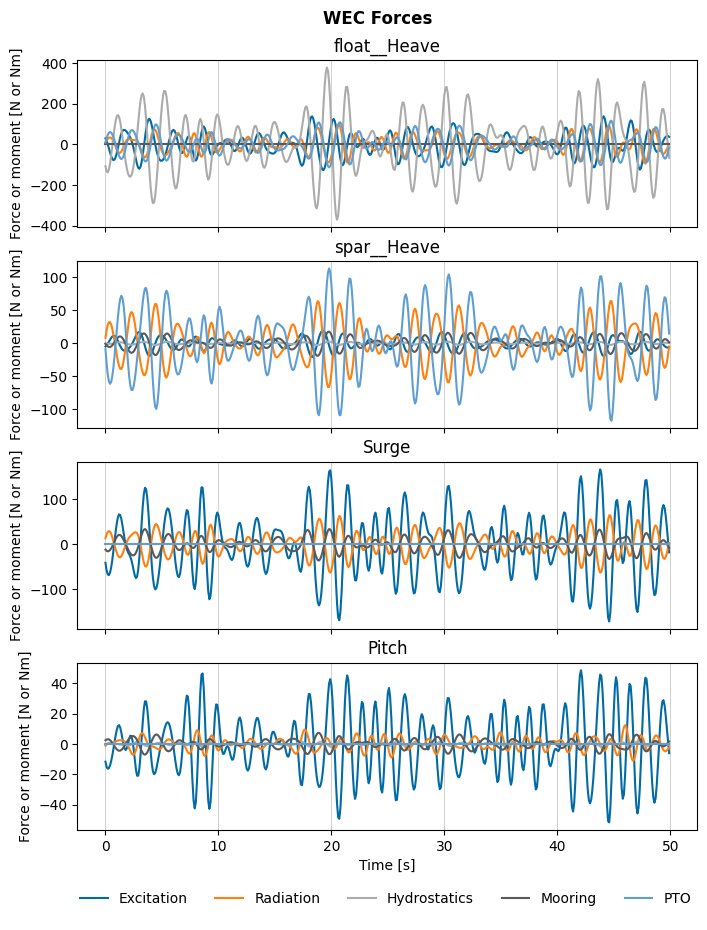 WEC Forces
float__Heave
Force or moment [N or Nm]
400
200
0
−200
−400
spar__Heave
Force or moment [N or Nm]
100
50
0
−50
−100
Surge
Force or moment [N or Nm]
100
0
−100
Pitch
Force or moment [N or Nm]
40
20
0
−20
−40
0 10 20 30 40 50
Time [s]
Excitation Radiation Hydrostatics Mooring PTO